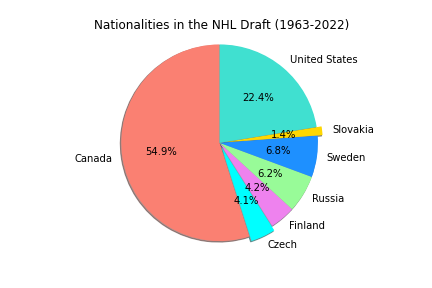 Nationalities in the NHL Draft (1963-2022)
United States
22.4%
Slovakia
1.4%
6.8%
Sweden
54.9%
Canada
6.2%
Russia
4.2%
Finland
4.1%
Czech